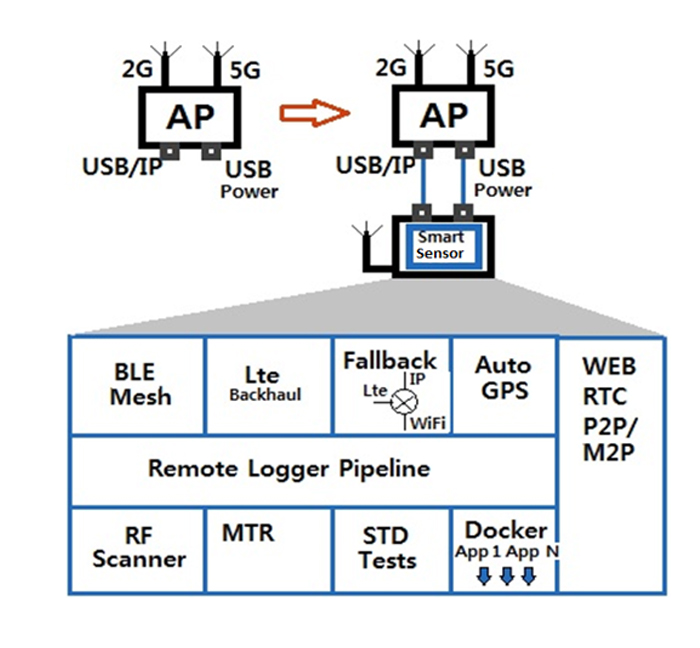 2G 5G
AP
USB/IP USB
Power
2G 5G
AP
USB/IP USB
Power
Smart
Sensor
BLE
Mesh
Lte
Backhaul
Fallback
IP
Lte
WiFi
Auto
GPS
WEB
RTC
P2P/
M2P
Remote Logger Pipeline
RF
Scanner
MTR
STD
Tests
Docker
App 1 App N